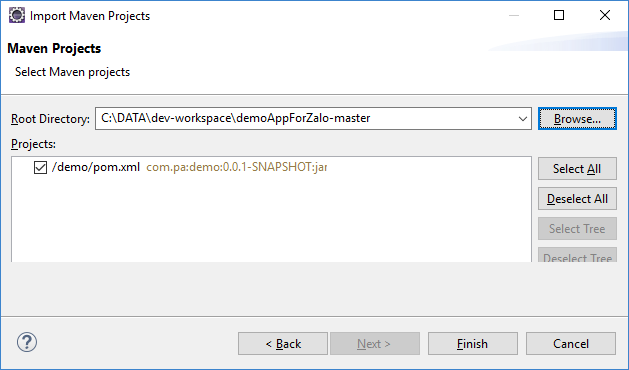 Import Maven Projects
Maven Projects
Select Maven projects
Root Directory: C:\DATA\dev-workspace\demoAppForZalo-master Browse...
Projects:
/demo/pom.xml com.pa:demo:0.0.1-SNAPSHOT:jar
Select All
Deselect All
Select Tree
Deselect Tree
? < Back Next > Finish Cancel